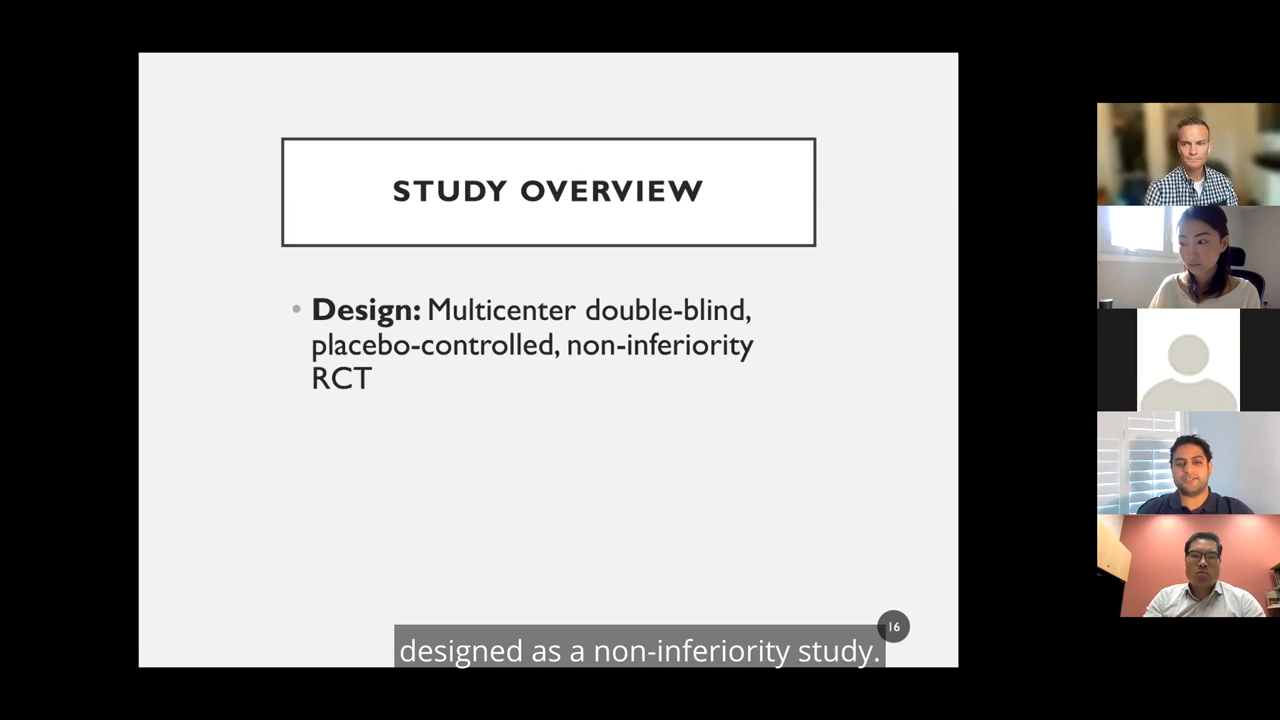 STUDY OVERVIEW
• Design: Multicenter double-blind,
placebo-controlled, non-inferiority
RCT
16
designed as a non-inferiority study.